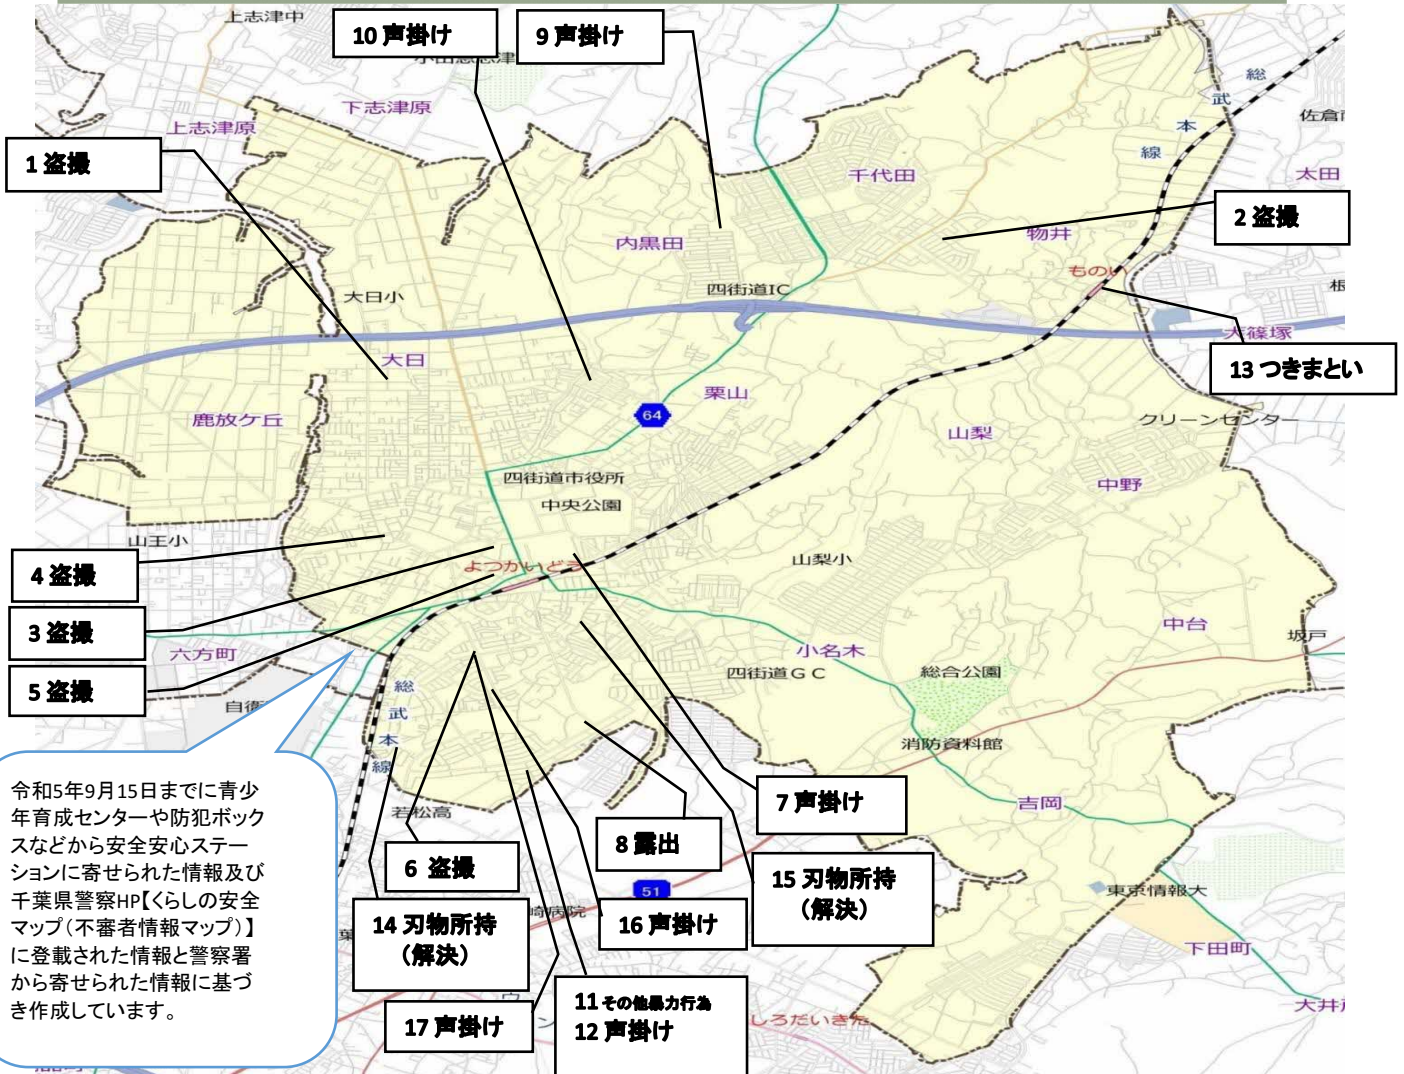 上志津中
10 声掛け
9 声掛け
下志津原
上志津原
総
武
本
線
太田
1 盗撮
千代田
2 盗撮
内黒田
物井
ものい
四街道IC
大日小
大篠塚
大日
13 つきまとい
鹿放ケ丘
栗山
64
クリーンセンター
山梨
四街道市役所
中野
中央公園
山王小
山梨小
4 盗撮
よつかいどう
3 盗撮
中台
坂戸
六方町
小名木
5 盗撮
四街道GC
総合公園
総
武
本
線
消防資料館
令和5年9月15日までに青少
年育成センターや防犯ボック
スなどから安全安心ステー
ションに寄せられた情報及び
千葉県警察HP【くらしの安全
マップ(不審者情報マップ)】
に登載された情報と警察署
から寄せられた情報に基づ
き作成しています。
若松高
7 声掛け
吉岡
6 盗撮
8 露出
51
15 刃物所持
(解決)
東京情報大
14 刃物所持
(解決)
16 声掛け
下田町
17 声掛け
11 その他暴力行為
12 声掛け